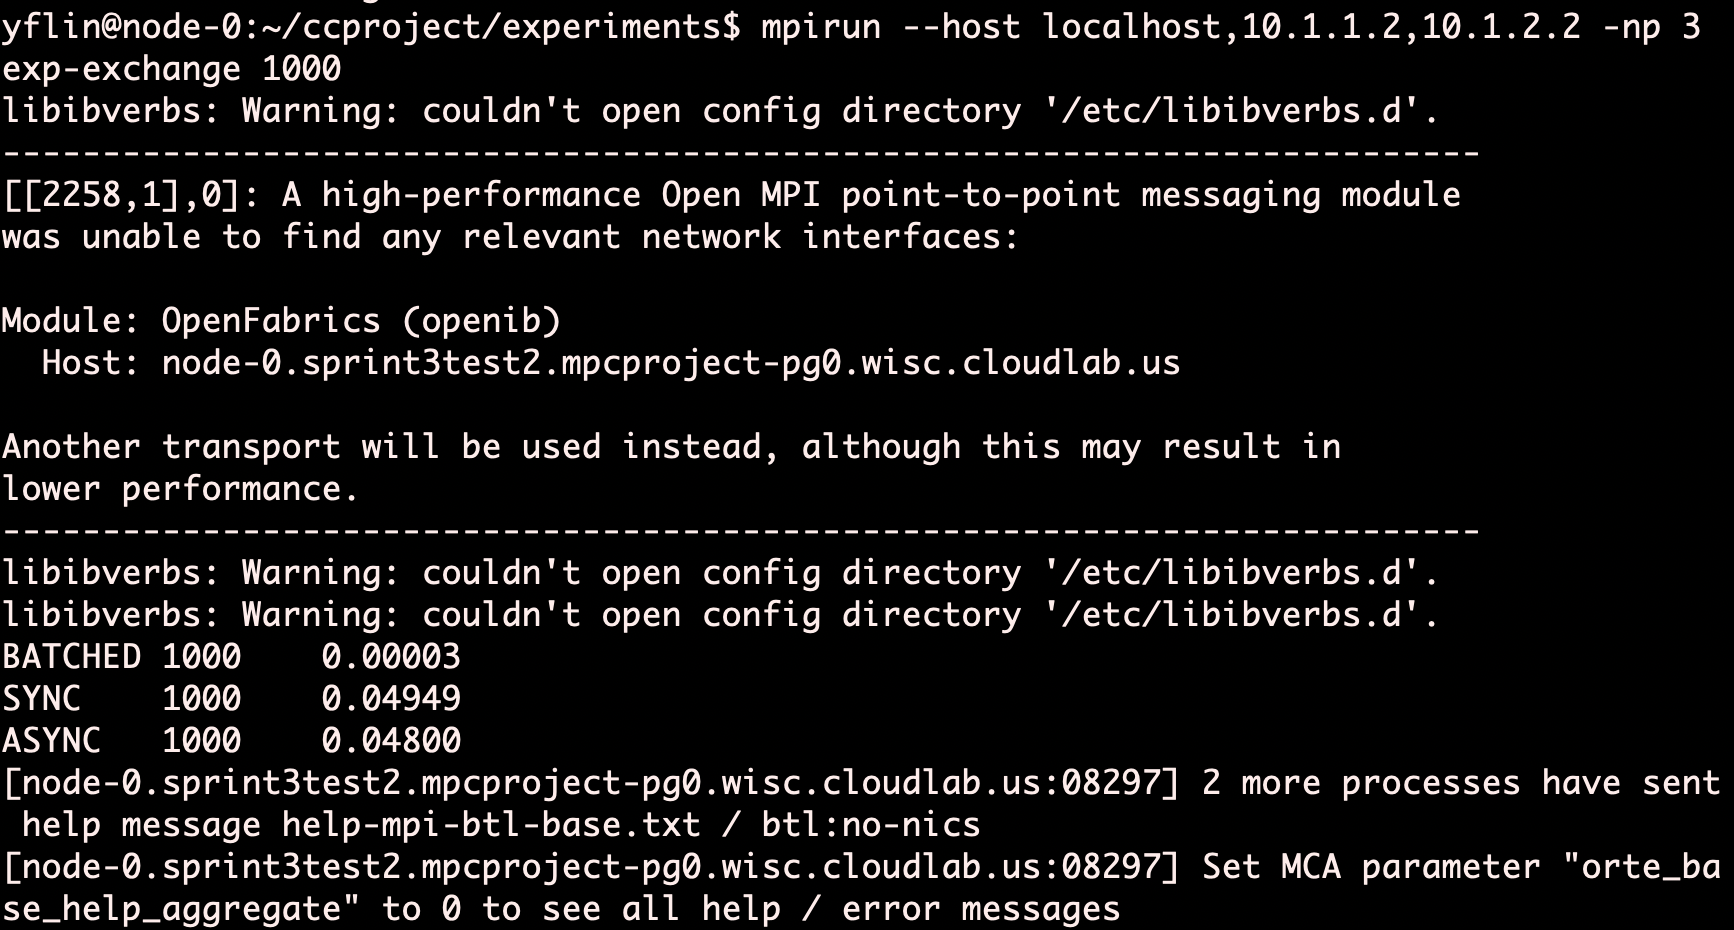 yflin@node-0:~/ccproject/experiments$ mpirun --host localhost,10.1.1.2,10.1.2.2 -np 3
exp-exchange 1000
libibverbs: Warning: couldn't open config directory '/etc/libibverbs.d'.
--------------------------------------------------------------------------
[[2258,1],0]: A high-performance Open MPI point-to-point messaging module
was unable to find any relevant network interfaces:

Module: OpenFabrics (openib)
  Host: node-0.sprint3test2.mpcproject-pg0.wisc.cloudlab.us

Another transport will be used instead, although this may result in
lower performance.
--------------------------------------------------------------------------
libibverbs: Warning: couldn't open config directory '/etc/libibverbs.d'.
libibverbs: Warning: couldn't open config directory '/etc/libibverbs.d'.
BATCHED 1000    0.00003
SYNC    1000    0.04949
ASYNC   1000    0.04800
[node-0.sprint3test2.mpcproject-pg0.wisc.cloudlab.us:08297] 2 more processes have sent
 help message help-mpi-btl-base.txt / btl:no-nics
[node-0.sprint3test2.mpcproject-pg0.wisc.cloudlab.us:08297] Set MCA parameter "orte_ba
se_help_aggregate" to 0 to see all help / error messages